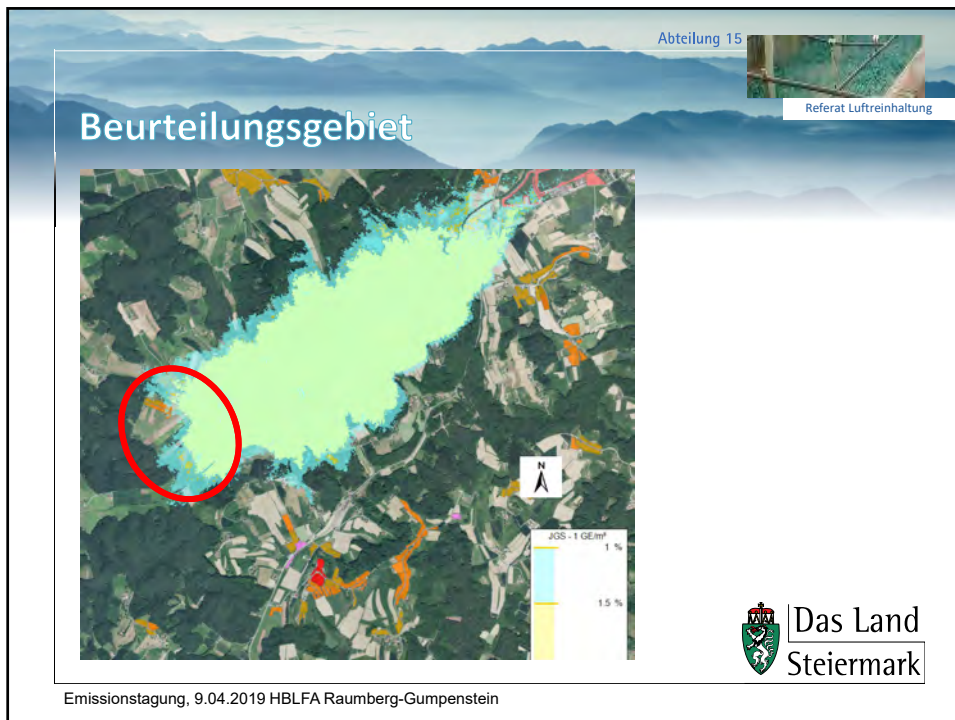 Abteilung 15
Referat Luftreinhaltung
Beurteilungsgebiet
N
JGS - 1 GE/m³
1 %
1.5 %
Das Land
Steiermark
Emissionstagung, 9.04.2019 HBLFA Raumberg-Gumpenstein